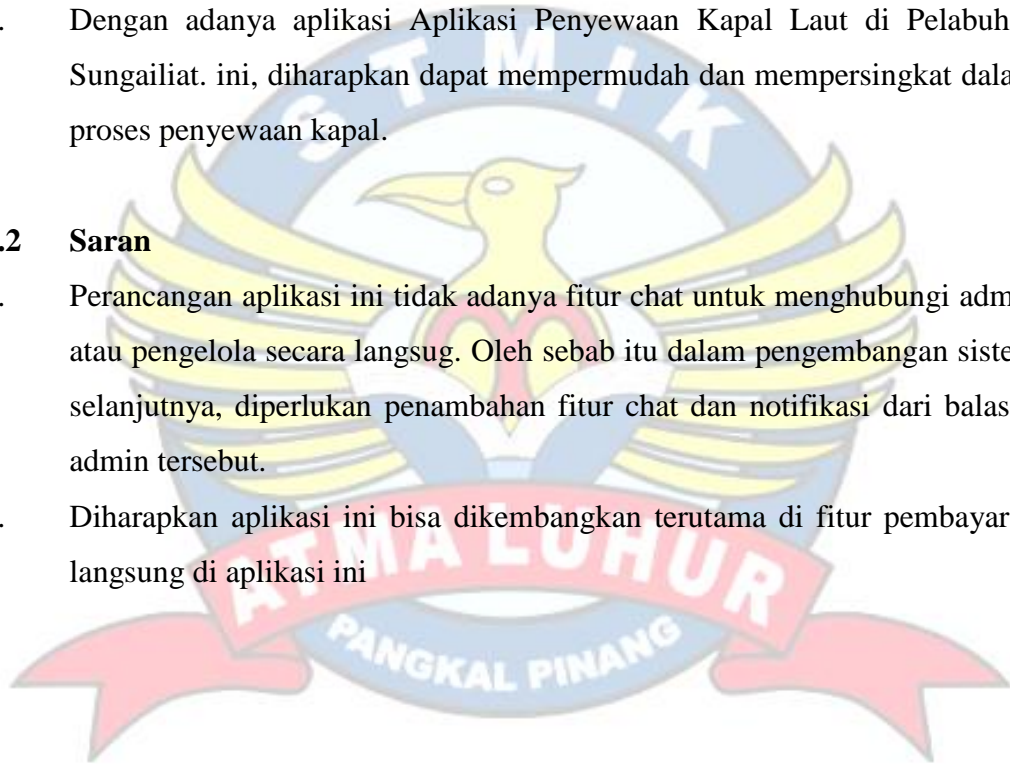 . Dengan adanya aplikasi Aplikasi Penyewaan Kapal Laut di Pelabuh
Sungailiat. ini, diharapkan dapat mempermudah dan mempersingkat dala
proses penyewaan kapal.
.2 Saran
. Perancangan aplikasi ini tidak adanya fitur chat untuk menghubungi adm
atau pengelola secara langsug. Oleh sebab itu dalam pengembangan siste
selanjutnya, diperlukan penambahan fitur chat dan notifikasi dari balas
admin tersebut.
. Diharapkan aplikasi ini bisa dikembangkan terutama di fitur pembayar
langsung di aplikasi ini
STMIK
ATMA LUHUR
PANGKAL PINANG